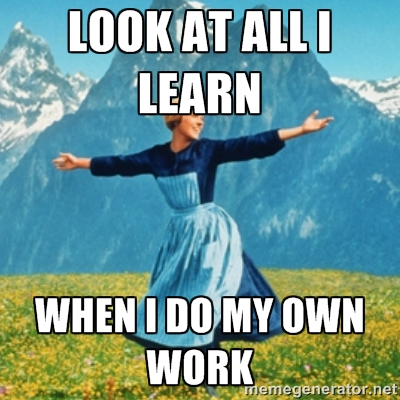 LOOK AT ALL I
LEARN
WHEN I DO MY OWN
WORK
memegenerator.net